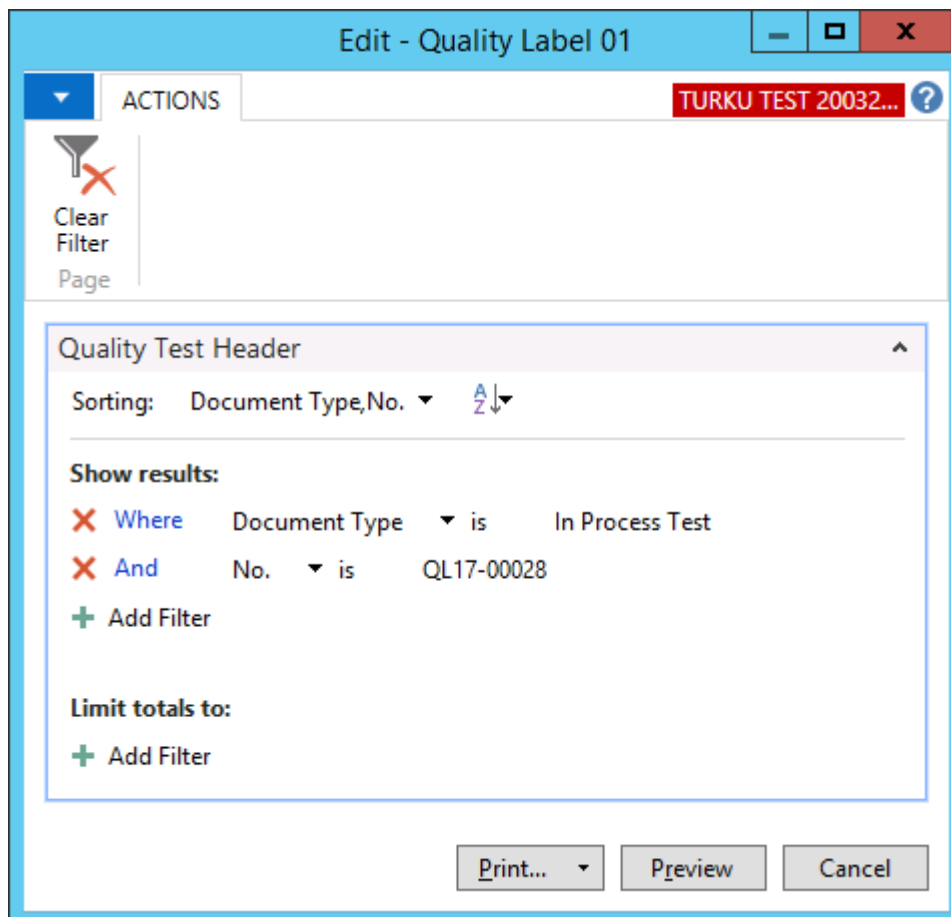 Edit - Quality Label 01
ACTIONS
TURKU TEST 20032...
Clear
Filter
Page
Quality Test Header
Sorting: Document Type,No.
Show results:
Where Document Type is In Process Test
And No. is QL17-00028
Add Filter
Limit totals to:
Add Filter
Print... Preview Cancel